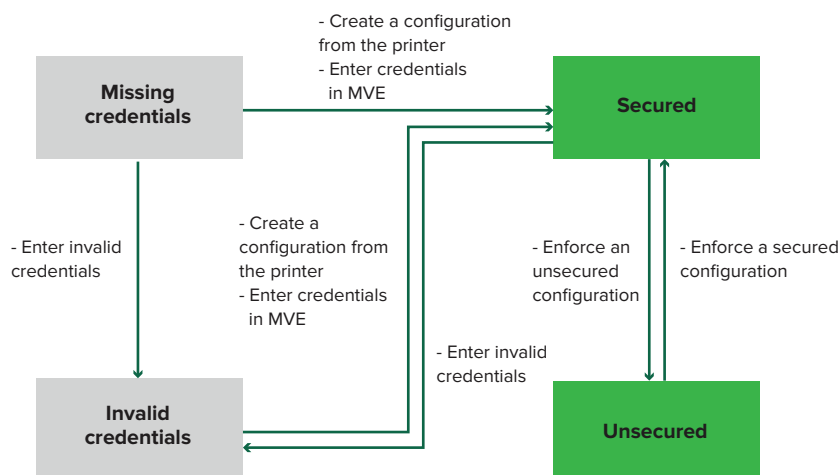 - Create a configuration
from the printer
- Enter credentials
in MVE
Missing
credentials
Secured
- Enter invalid
credentials
- Create a
configuration from
the printer
- Enter credentials
in MVE
- Enforce an
unsecured
configuration
- Enforce a secured
configuration
- Enter invalid
credentials
Invalid
credentials
Unsecured